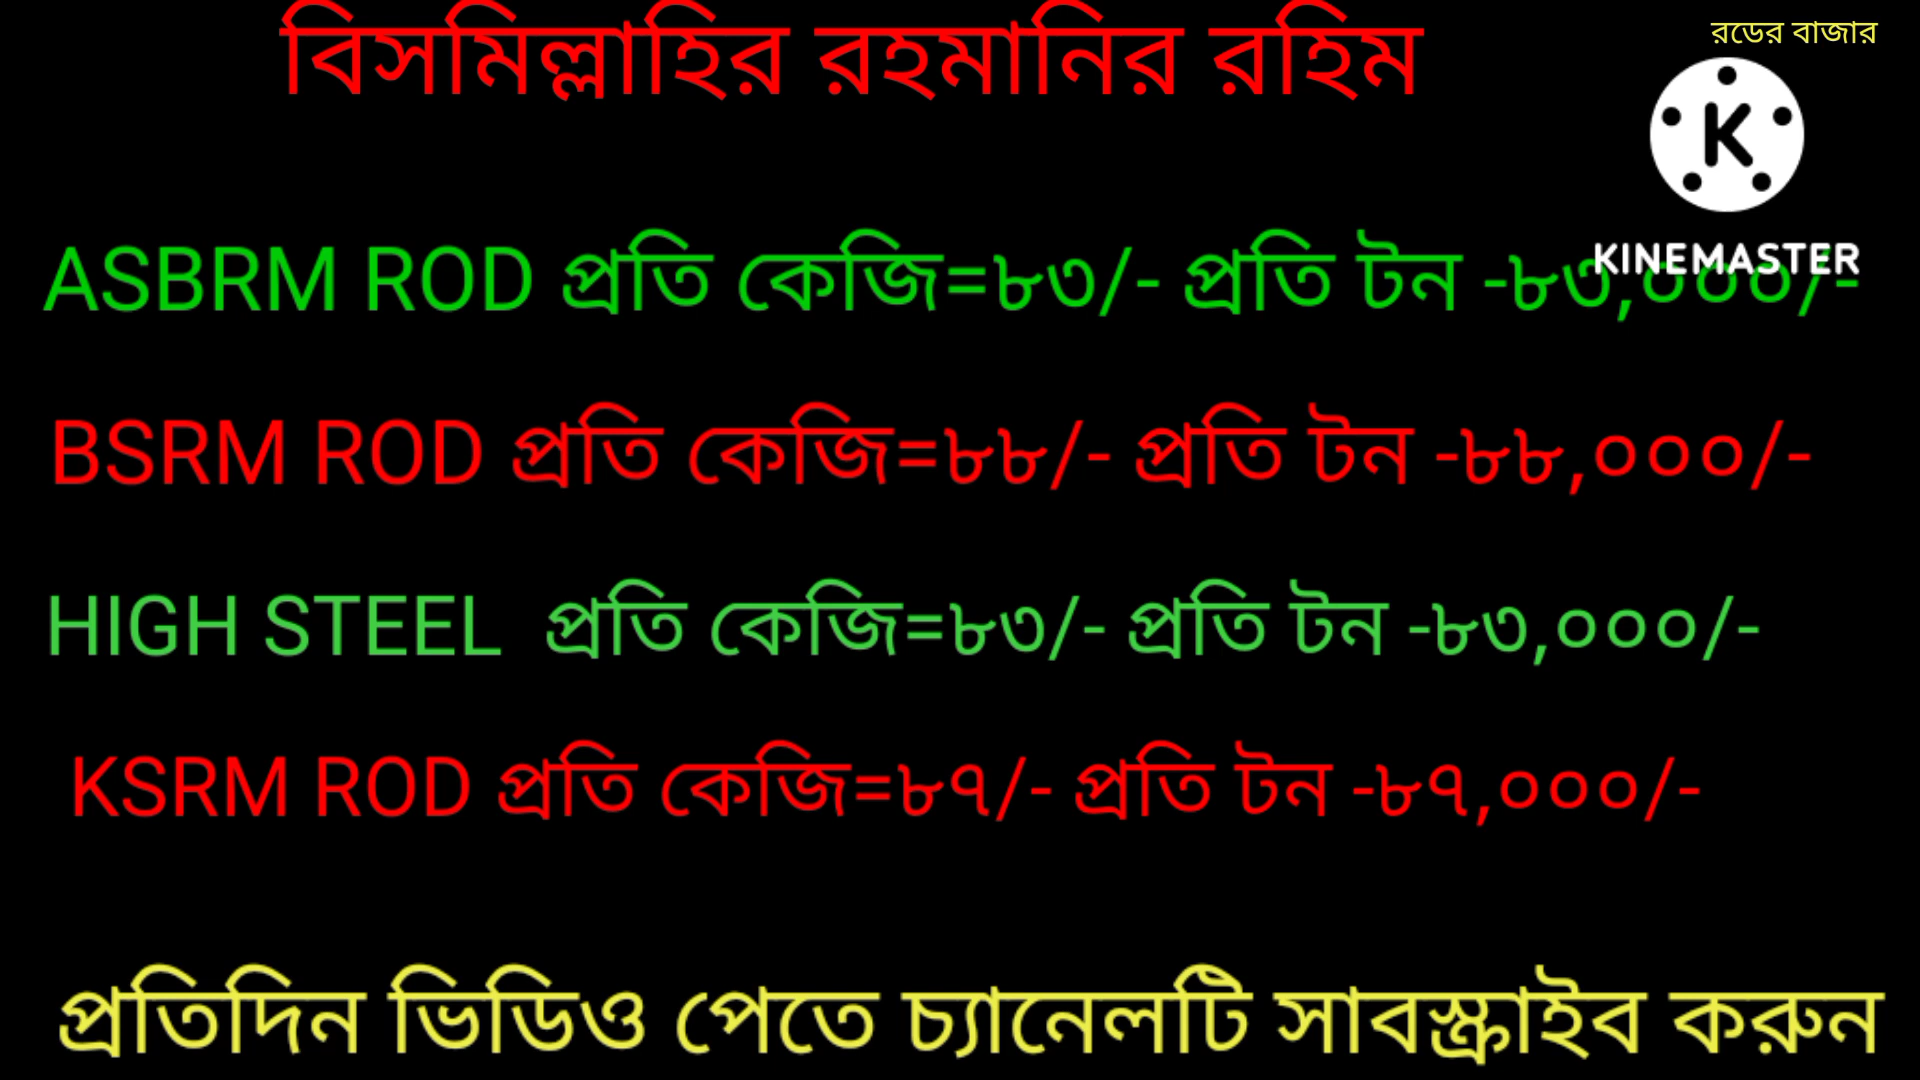 বিসমিল্লাহির রহমানির রহিম
রডের বাজার
KINEMASTER
ASBRM ROD প্রতি কেজি=৮৩/- প্রতি টন -৮৩,০০০/-
BSRM ROD প্রতি কেজি=৮৮/- প্রতি টন -৮৮,০০০/-
HIGH STEEL প্রতি কেজি=৮৩/- প্রতি টন -৮৩,০০০/-
KSRM ROD প্রতি কেজি=৮৭/- প্রতি টন -৮৭,০০০/-
প্রতিদিন ভিডিও পেতে চ্যানেলটি সাবস্ক্রাইব করুন